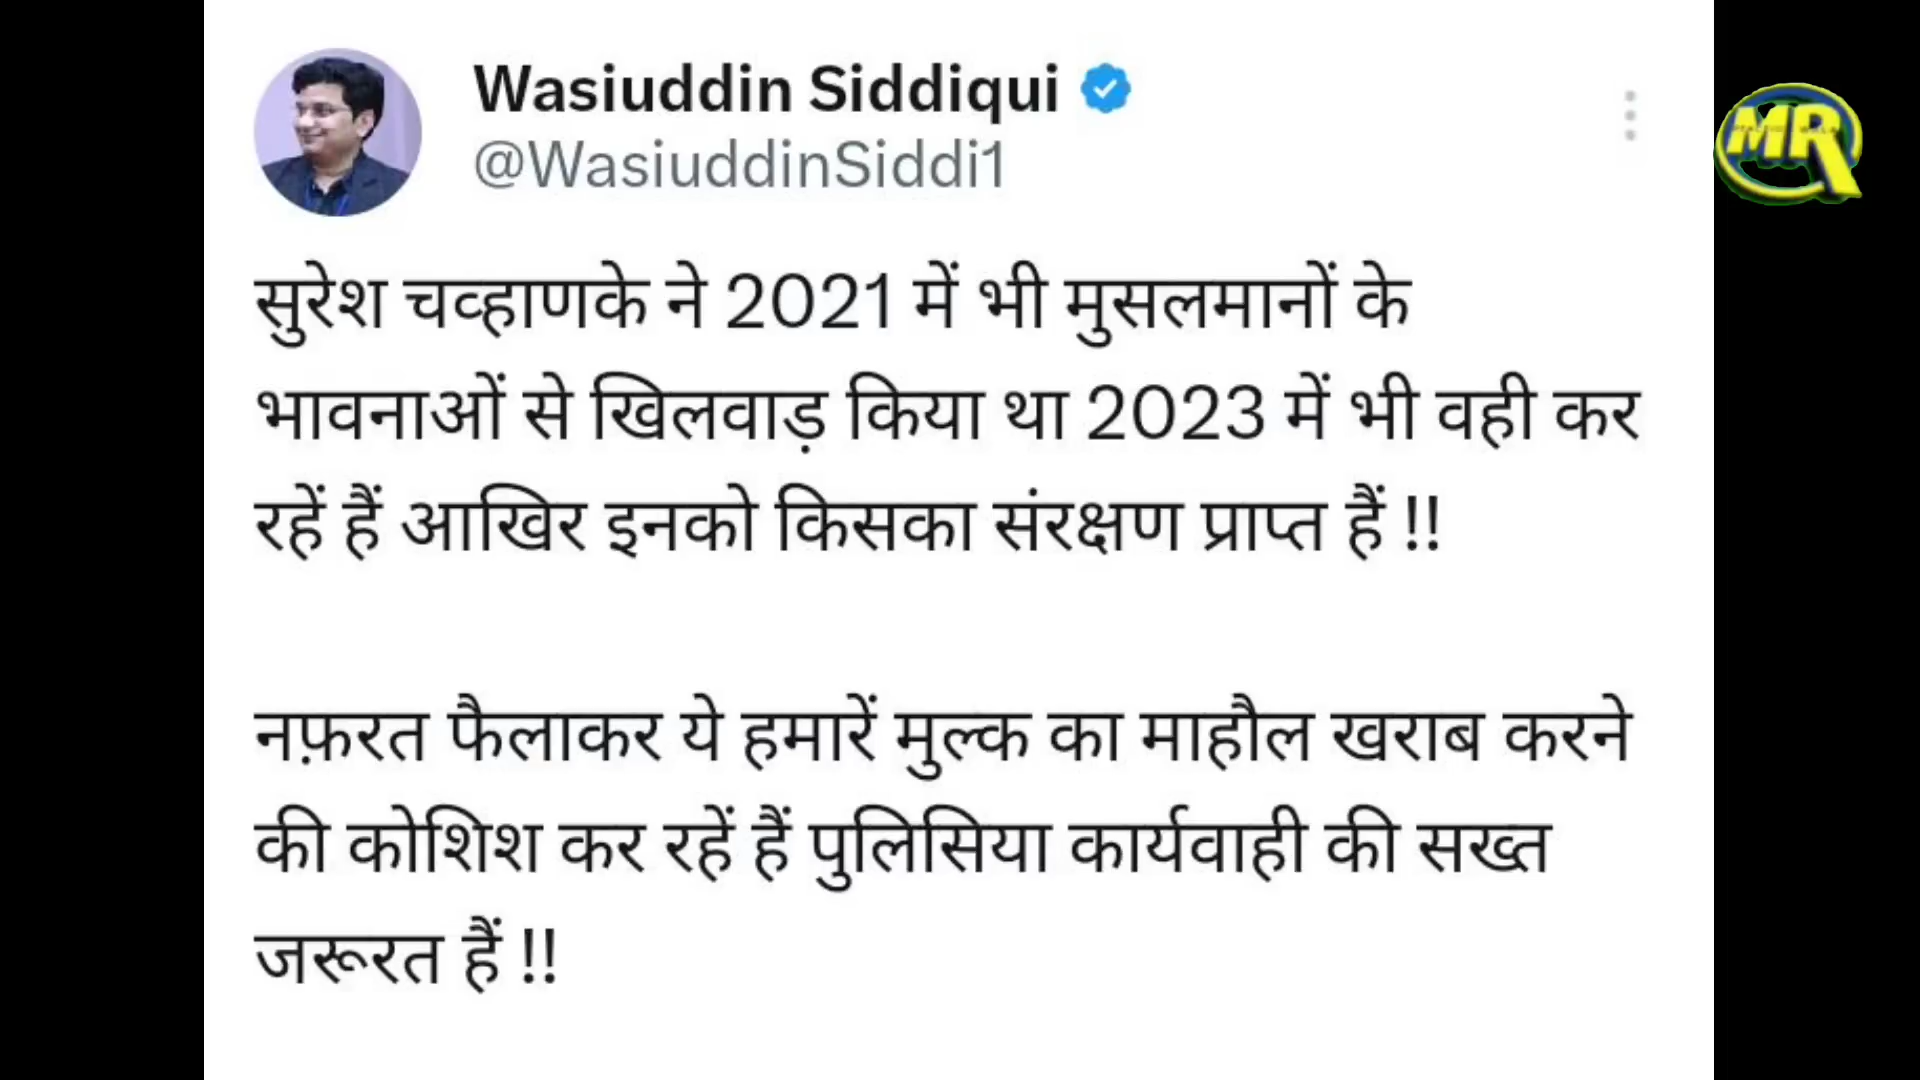 Wasiuddin Siddiqui
@WasiuddinSiddi1
सुरेश चव्हाणके ने 2021 में भी मुसलमानों के
भावनाओं से खिलवाड़ किया था 2023 में भी वही कर
रहें हैं आखिर इनको किसका संरक्षण प्राप्त हैं !!
नफ़रत फैलाकर ये हमारें मुल्क का माहौल खराब करने
की कोशिश कर रहें हैं पुलिसिया कार्यवाही की सख्त
जरूरत हैं !!
MR